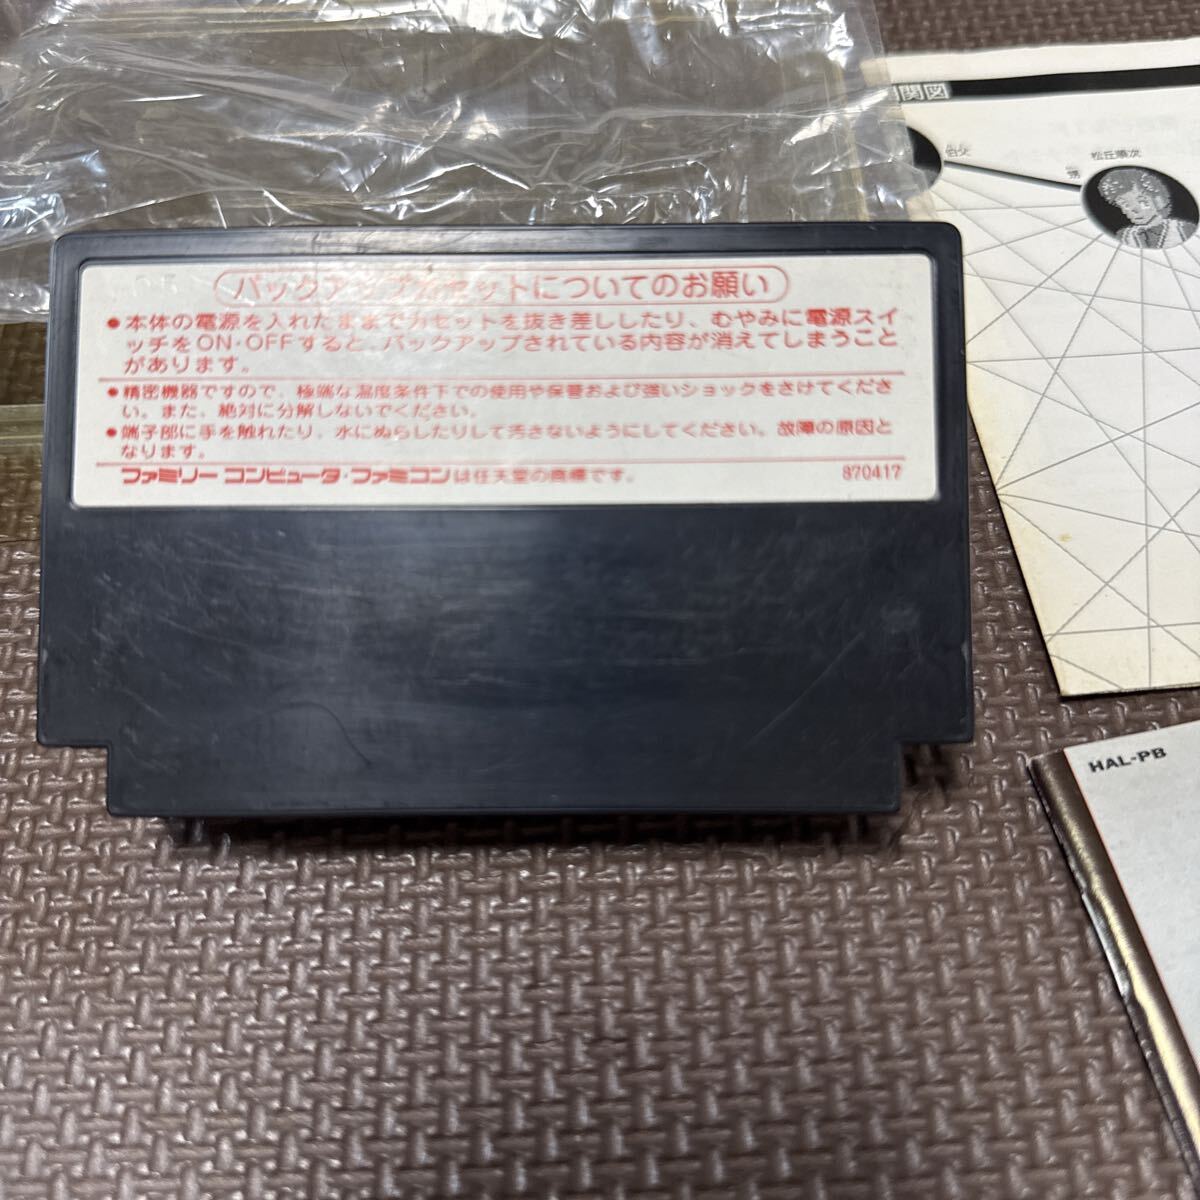 バックアップカセットについてのお願い
●本体の電源を入れたままでカセットを抜き差ししたり、むやみに電源スイ
ッチをON・OFFすると、バックアップされている内容が消えてしまうこと
があります。
●精密機器ですので、極端な温度条件下での使用や保管および強いショックをさけてくださ
い。また、絶対に分解しないでください。
●端子部に手を触れたり、水にぬらしたりして汚さないようにしてください。故障の原因と
なります。
ファミリーコンピュータ・ファミコンは任天堂の商標です。
870417
関図
伯父
松丘順次
甥
HAL-PB